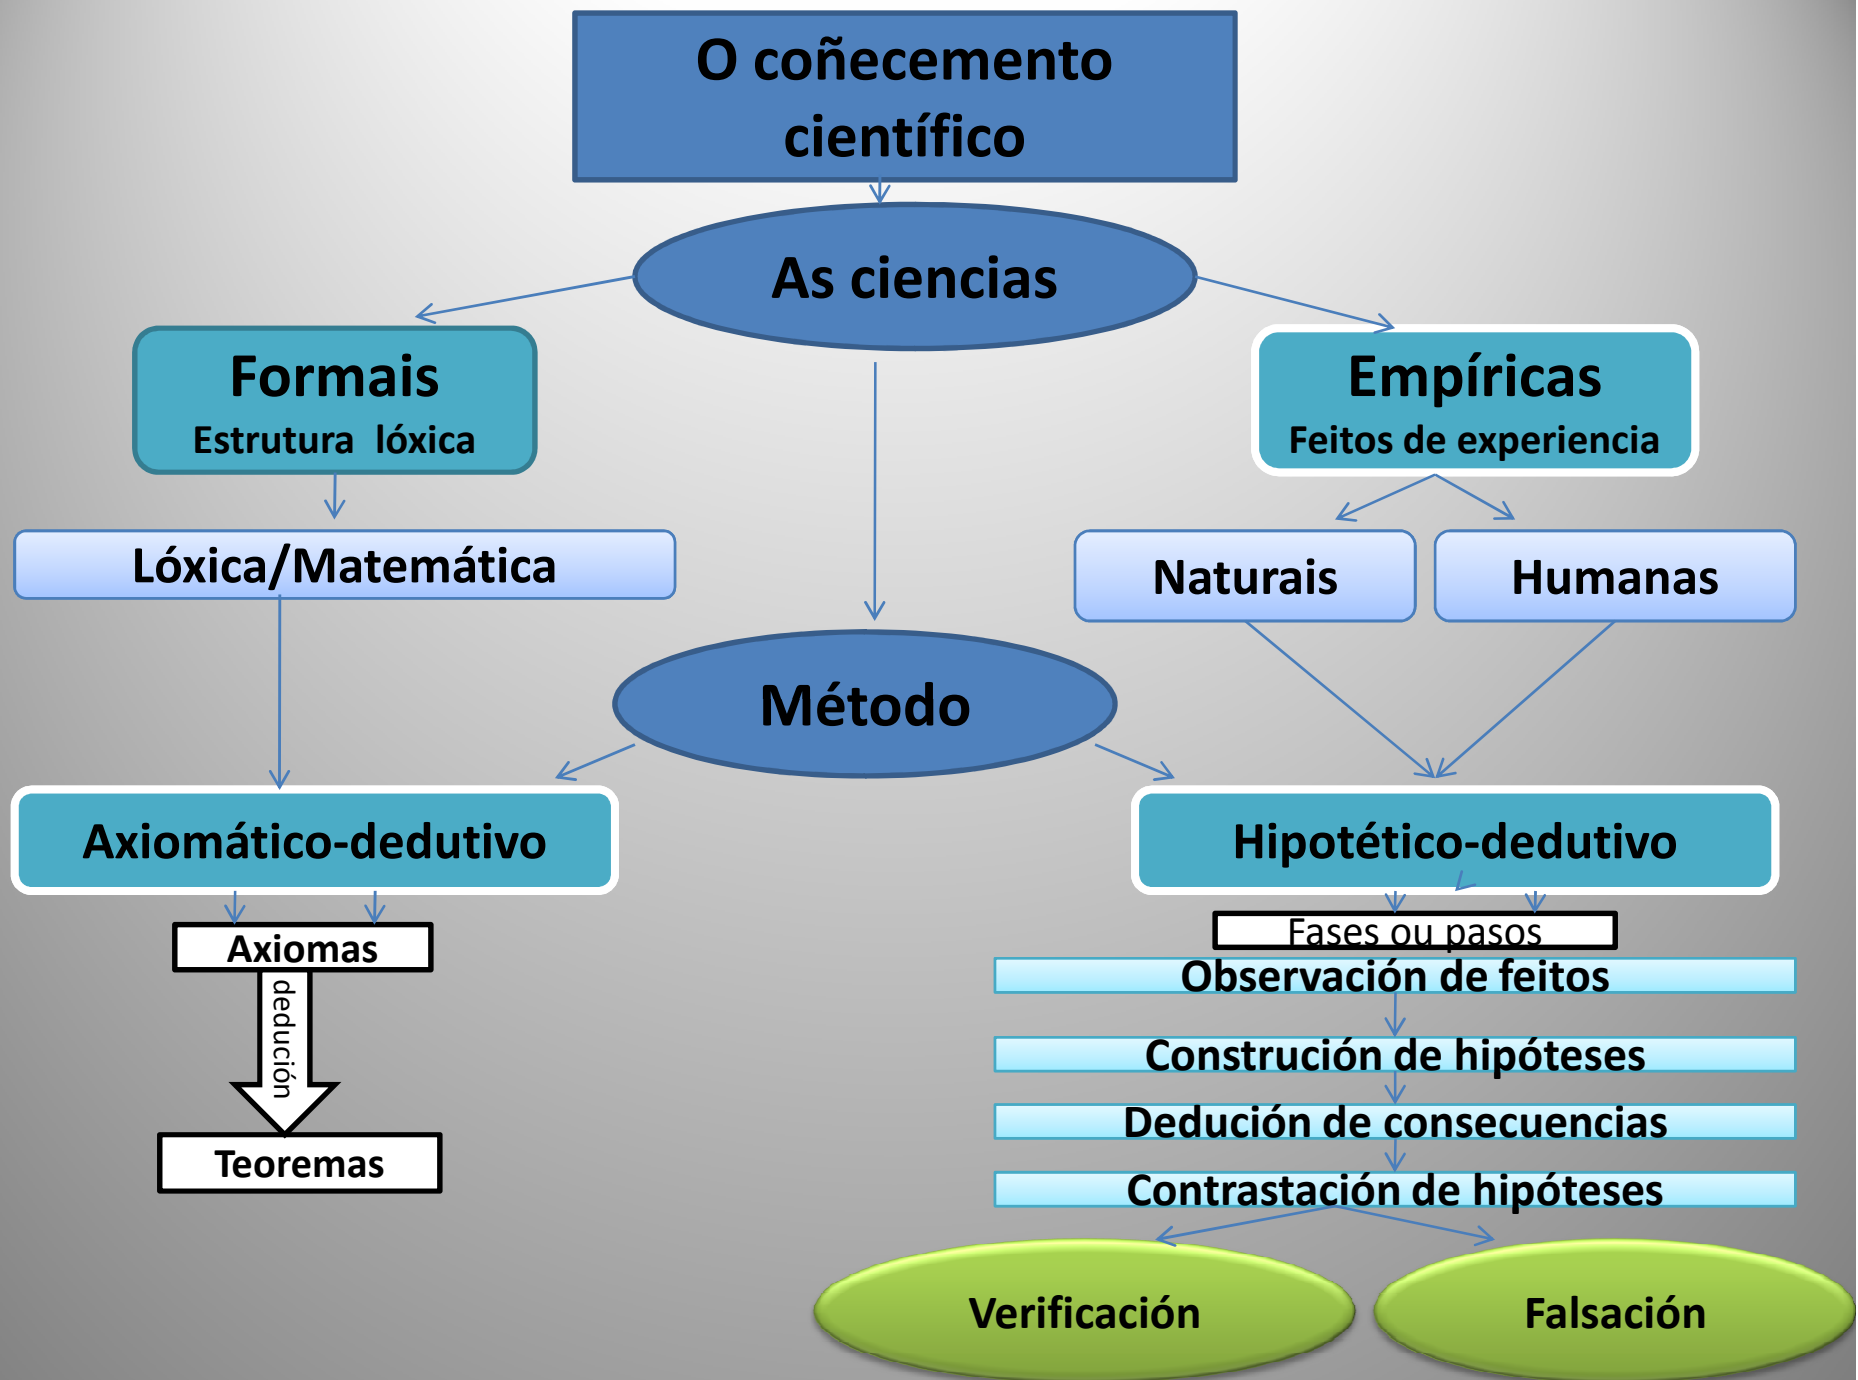 O coñecemento
científico
As ciencias
Formais
Estrutura lóxica
Empíricas
Feitos de experiencia
Lóxica/Matemática
Naturais
Humanas
Método
Axiomático-dedutivo
Hipotético-dedutivo
Axiomas
dedución
Teoremas
Fases ou pasos
Observación de feitos
Construción de hipóteses
Dedución de consecuencias
Contrastación de hipóteses
Verificación
Falsación